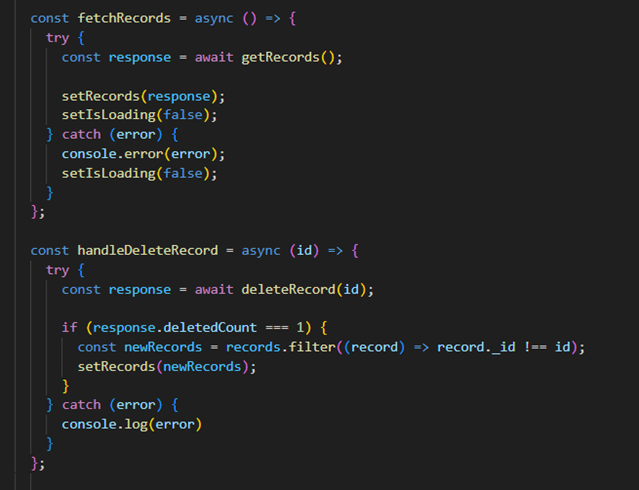 const fetchRecords = async () => {
try {
const response = await getRecords();
setRecords(response);
setIsLoading(false);
} catch (error) {
console.error(error);
setIsLoading(false);
}
};
const handleDeleteRecord = async (id) => {
try {
const response = await deleteRecord(id);
if (response.deletedCount === 1) {
const newRecords = records.filter((record) => record._id !== id);
setRecords(newRecords);
}
} catch (error) {
console.log(error)
}
};